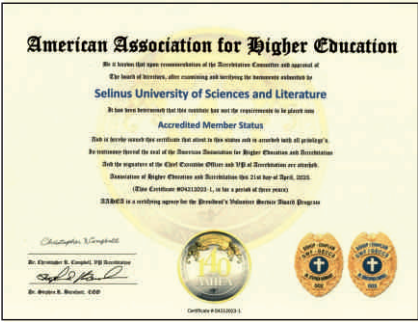 American Association for Higher Education
Be it known that upon recommendation of the Accreditation Committee and approval of
The board of directors, after examining and verifying the documents submitted by
Selinus University of Sciences and Literature
It has been determined that this institute has met the requirements to be placed into
Accredited Member Status
And is hereby issued this certificate that attest to this status and is accorded with all privilege's.
In testimony thereof the seal of the American Association for Higher Education and Accreditation
And the signature of the Chief Executive Officer and VP of Accreditation are attached.
Association of Higher Education and Accreditation this 21st day of April, 2020.
(This Certificate #04212023-1, is for a period of three years)
AAHEA is a certifying agency for the President's Volunteer Service Award Program
Christopher R Campbell
Dr. Christopher R. Campbell, VP Accreditation
Dr. Stephen R. Barnhart, CEO
140
AAHEA
Certificate # 04212023-1